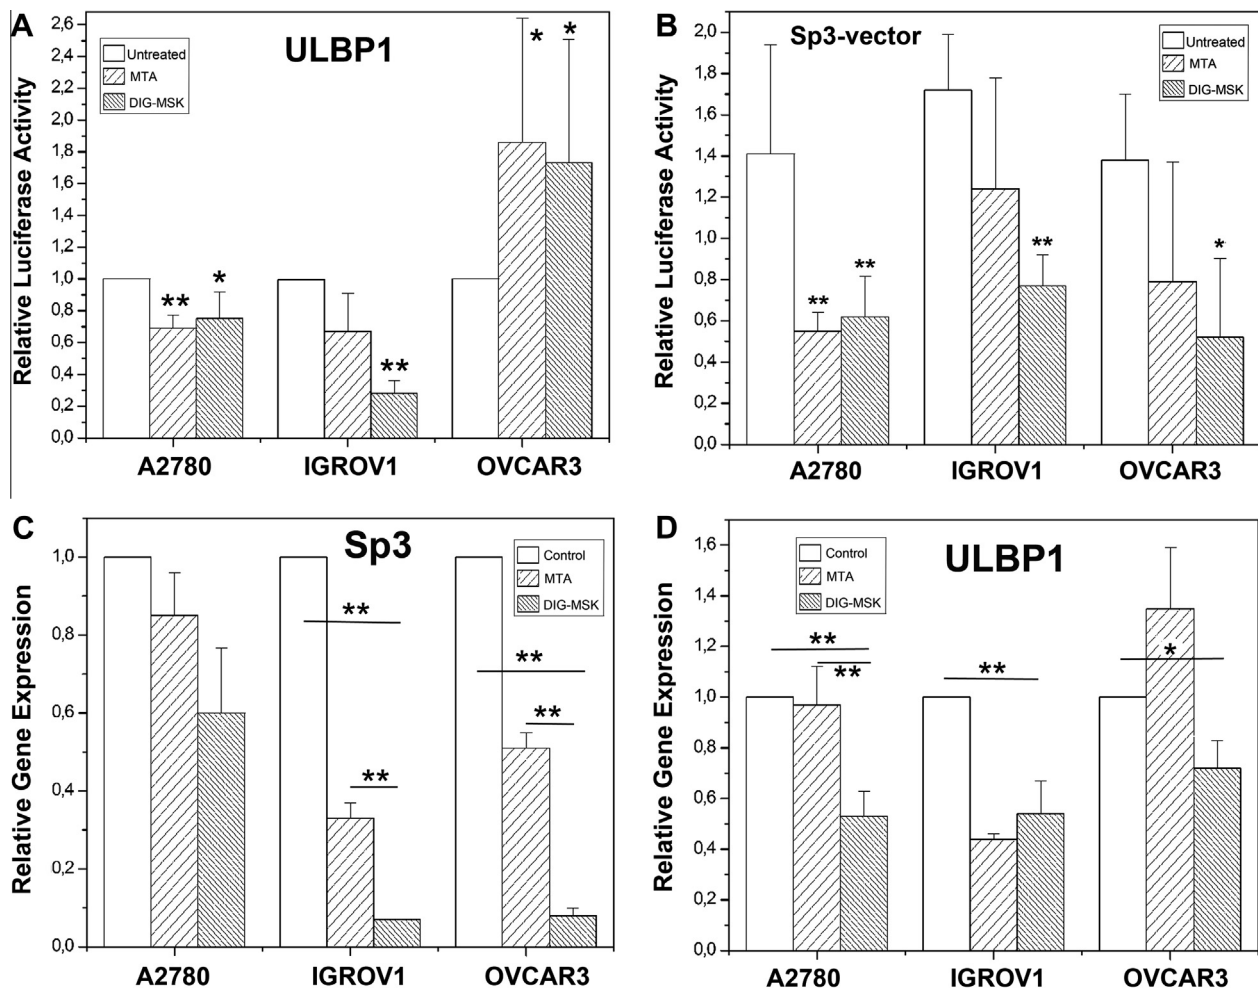 A
Relative Luciferase Activity
2,6
2,4
2,2
2,0
1,8
1,6
1,4
1,2
1,0
0,8
0,6
0,4
0,2
0,0
Untreated
MTA
DIG-MSK
ULBP1
**
*
**
*
*
A2780
IGROV1
OVCAR3
B
Relative Luciferase Activity
2,0
1,8
1,6
1,4
1,2
1,0
0,8
0,6
0,4
0,2
0,0
Sp3-vector
Untreated
MTA
DIG-MSK
**
**
**
*
A2780
IGROV1
OVCAR3
C
Relative Gene Expression
1,0
0,8
0,6
0,4
0,2
0,0
Sp3
Control
MTA
DIG-MSK
**
**
**
**
A2780
IGROV1
OVCAR3
D
Relative Gene Expression
1,6
1,4
1,2
1,0
0,8
0,6
0,4
0,2
0,0
Control
MTA
DIG-MSK
ULBP1
**
**
**
*
A2780
IGROV1
OVCAR3